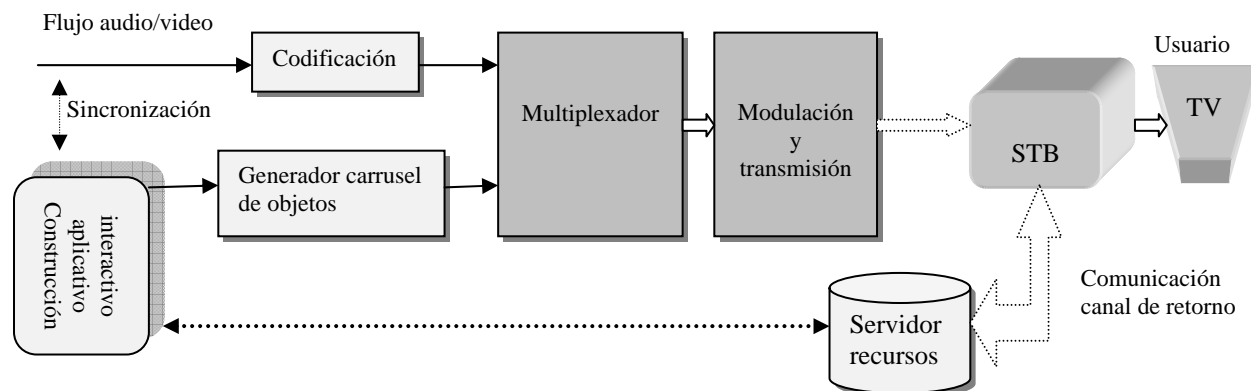 Flujo audio/video
Codificación
Sincronización
Multiplexador
Modulación
y
transmisión
Usuario
TV
STB
Generador carrusel
de objetos
interactivo
aplicativo
Construcción
Comunicación
canal de retorno
Servidor
recursos